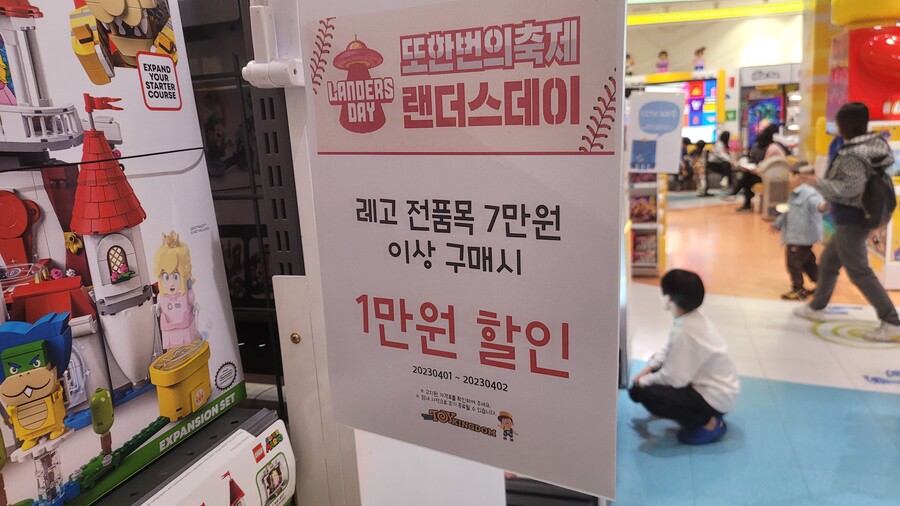 EXPAND
YOUR
STARTER
COURSE
LANDERS
DAY
또한번의축제
랜더스데이
레고 전품목 7만원
이상 구매시
1만원 할인
20230401 ~ 20230402
TOY
KINGDOM
EXPANSION SET